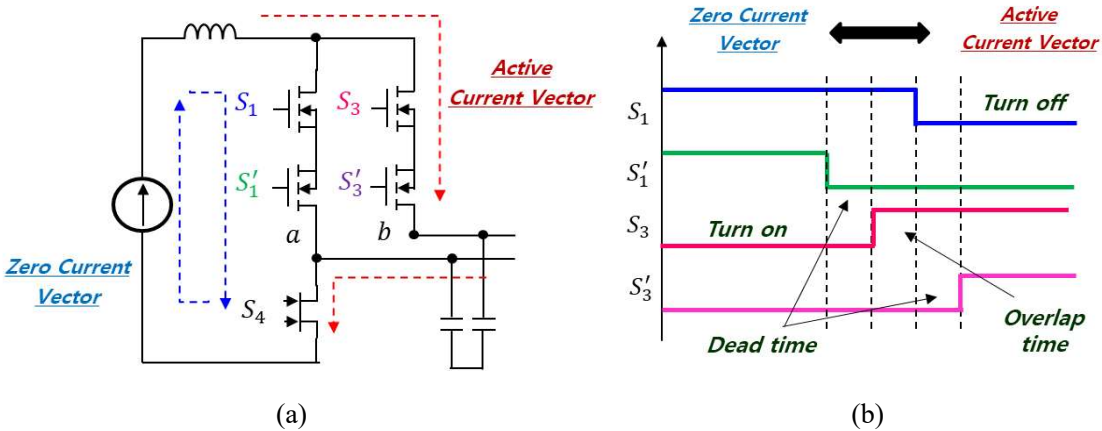 Active
Current Vector
S₁
S₃
S₁′
S₃′
a
b
Zero Current
Vector
S₄
(a)
Zero Current
Vector
Active
Current Vector
S₁
Turn off
S₁′
S₃
Turn on
S₃′
Dead time
Overlap
time
(b)